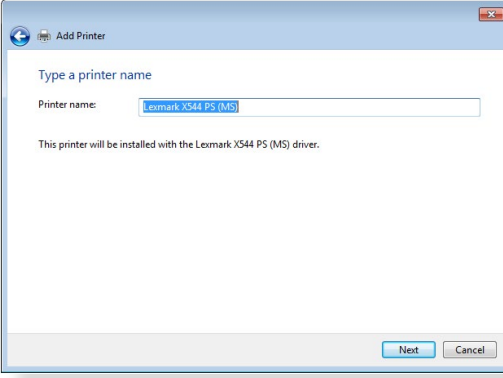 Add Printer
Type a printer name
Printer name: Lexmark X544 PS (MS)
This printer will be installed with the Lexmark X544 PS (MS) driver.
Next Cancel